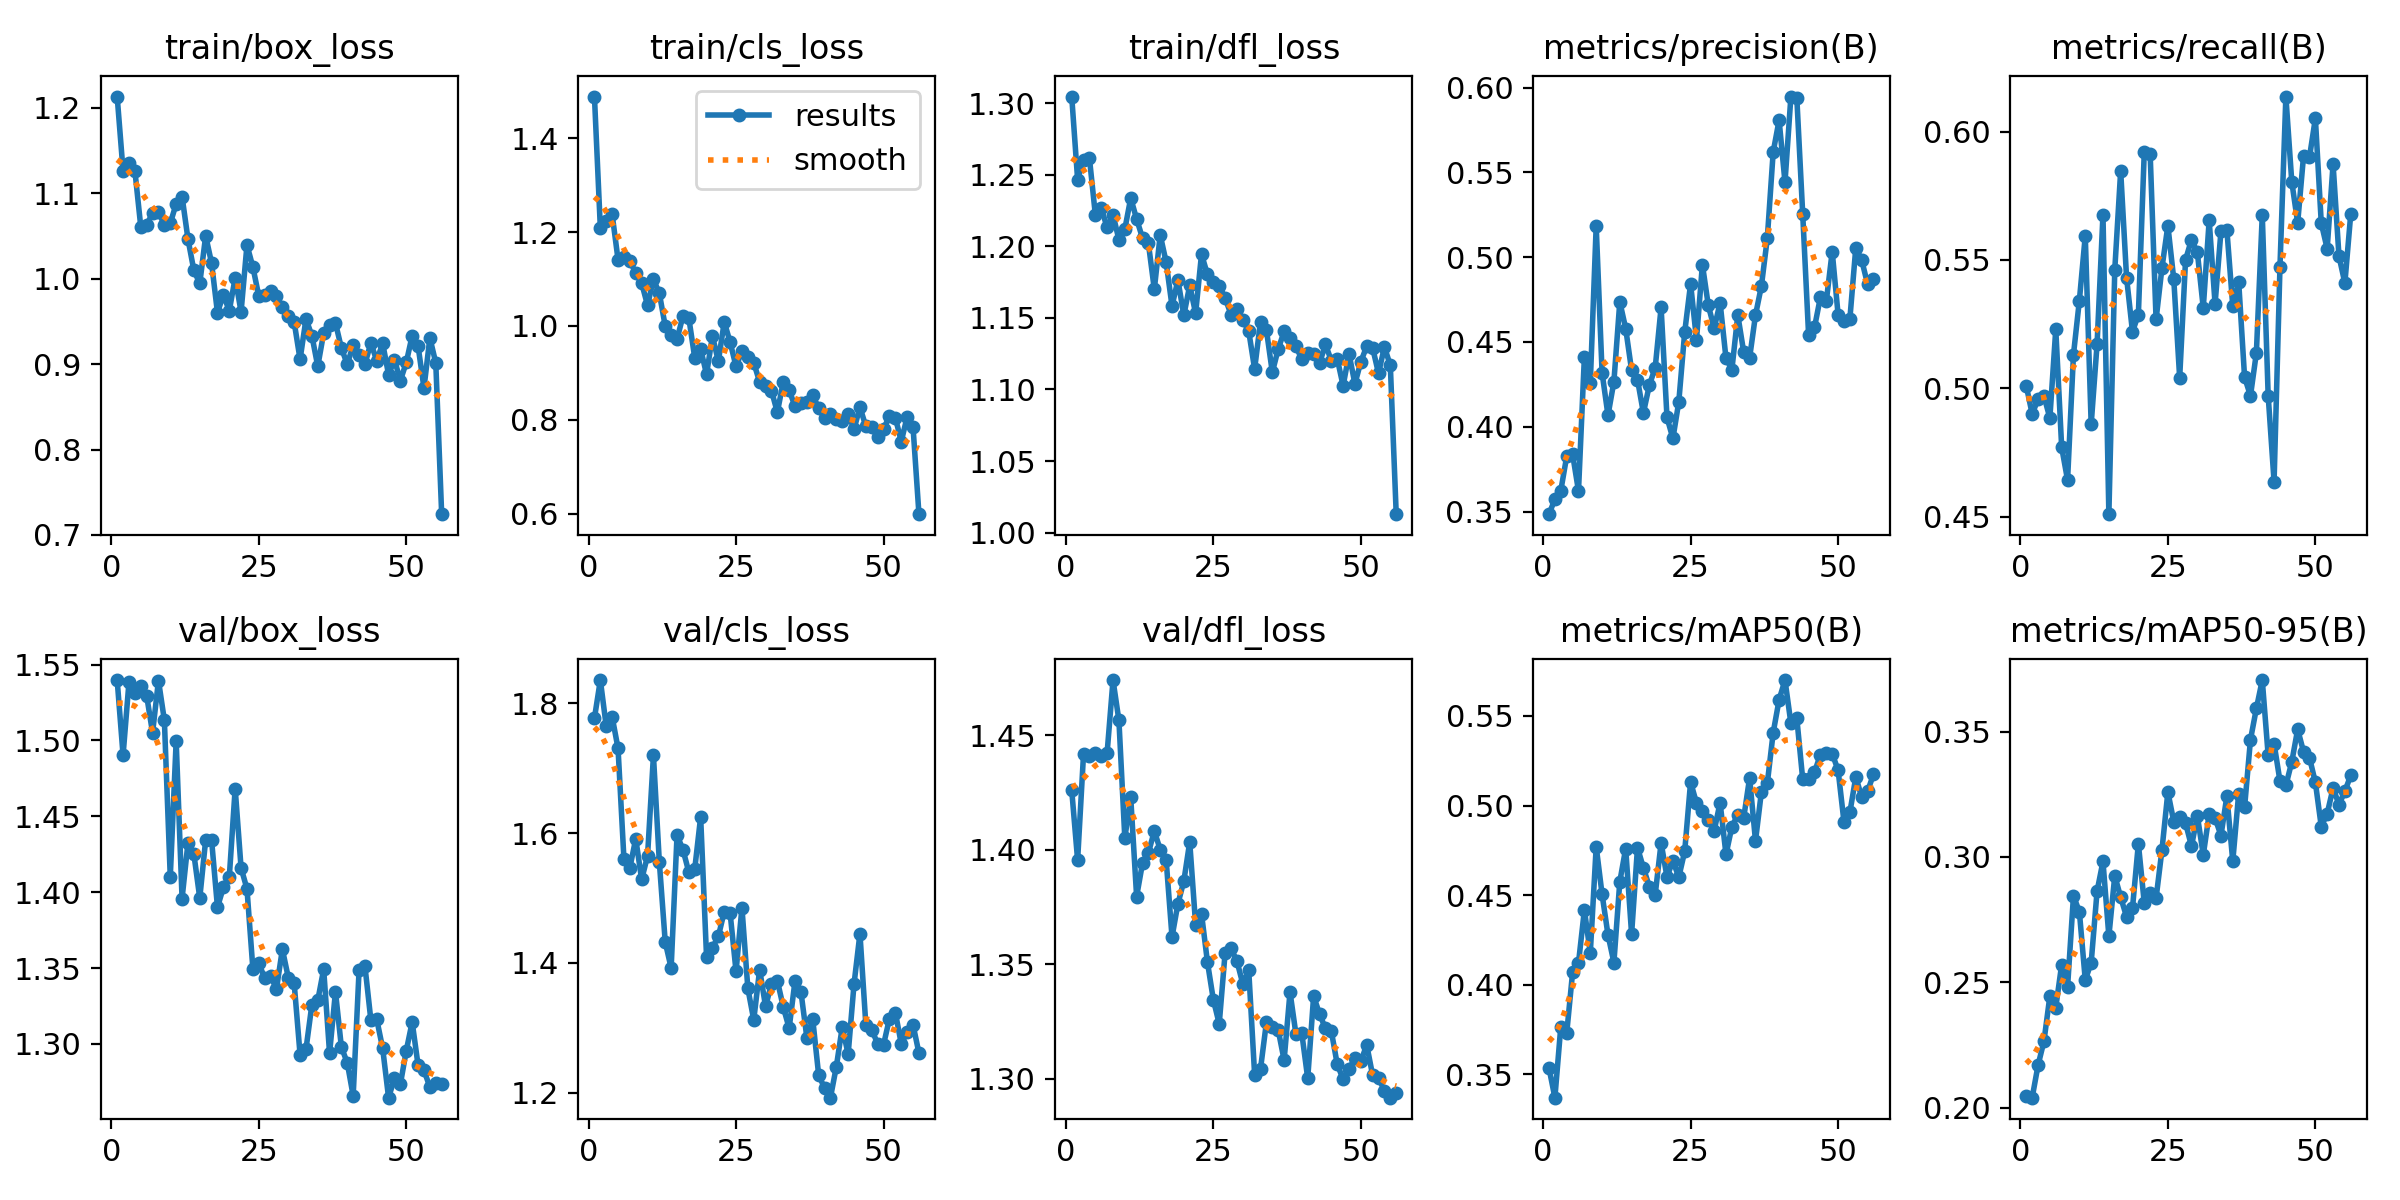 train/box_loss
1.2
1.1
1.0
0.9
0.8
0.7
0 25 50
train/cls_loss
results
smooth
1.4
1.2
1.0
0.8
0.6
0 25 50
train/dfl_loss
1.30
1.25
1.20
1.15
1.10
1.05
1.00
0 25 50
metrics/precision(B)
0.60
0.55
0.50
0.45
0.40
0.35
0 25 50
metrics/recall(B)
0.60
0.55
0.50
0.45
0 25 50
val/box_loss
1.55
1.50
1.45
1.40
1.35
1.30
0 25 50
val/cls_loss
1.8
1.6
1.4
1.2
0 25 50
val/dfl_loss
1.45
1.40
1.35
1.30
0 25 50
metrics/mAP50(B)
0.55
0.50
0.45
0.40
0.35
0 25 50
metrics/mAP50-95(B)
0.35
0.30
0.25
0.20
0 25 50